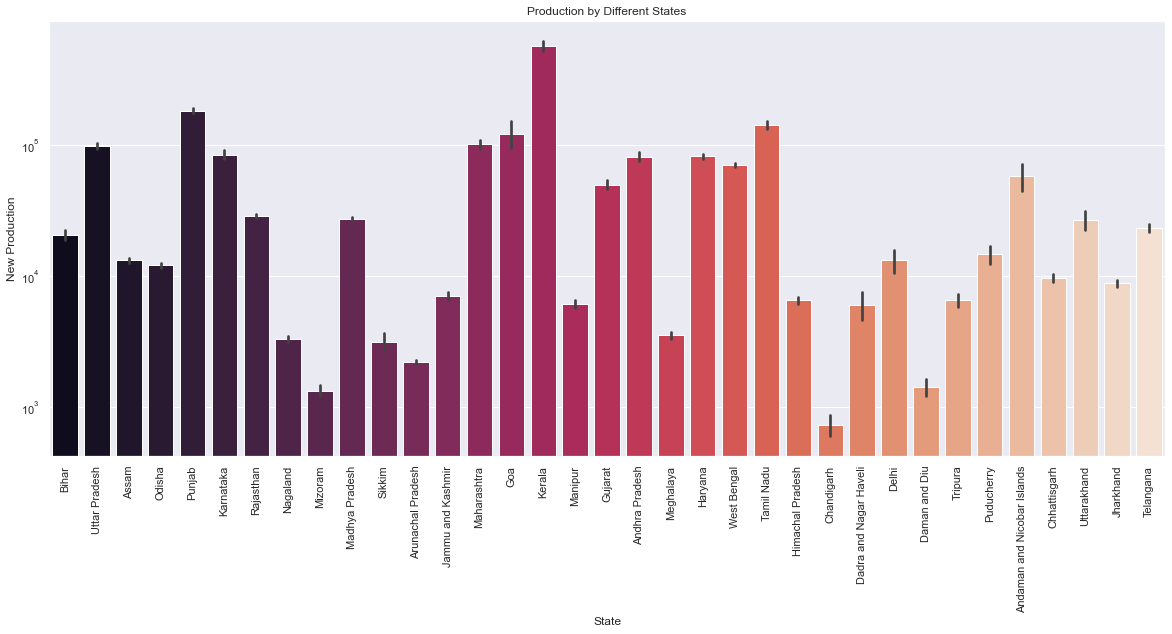 Production by Different States
New Production
10^5
10^4
10^3
Bihar
Uttar Pradesh
Assam
Odisha
Punjab
Karnataka
Rajasthan
Nagaland
Mizoram
Madhya Pradesh
Sikkim
Arunachal Pradesh
Jammu and Kashmir
Maharashtra
Goa
Kerala
Manipur
Gujarat
Andhra Pradesh
Meghalaya
Haryana
West Bengal
Tamil Nadu
Himachal Pradesh
Chandigarh
Dadra and Nagar Haveli
Delhi
Daman and Diu
Tripura
Puducherry
Andaman and Nicobar Islands
Chhattisgarh
Uttarakhand
Jharkhand
Telangana
State